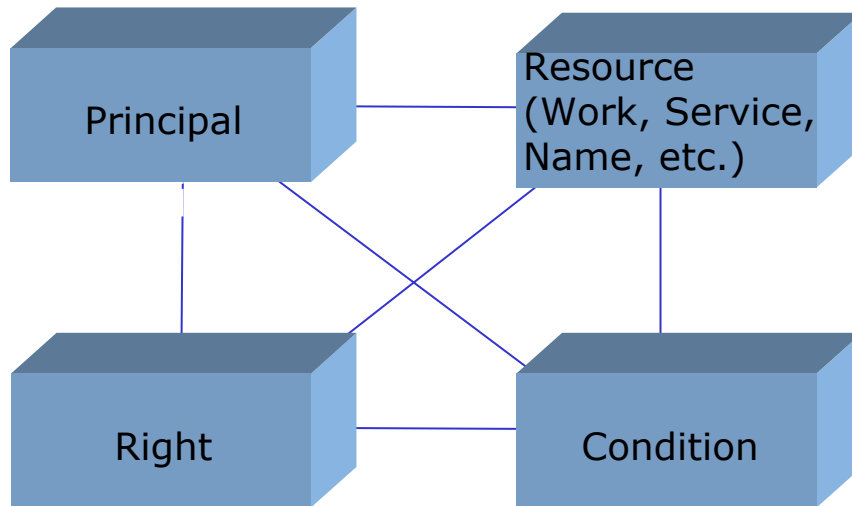 Principal
Resource
(Work, Service,
Name, etc.)
Right
Condition